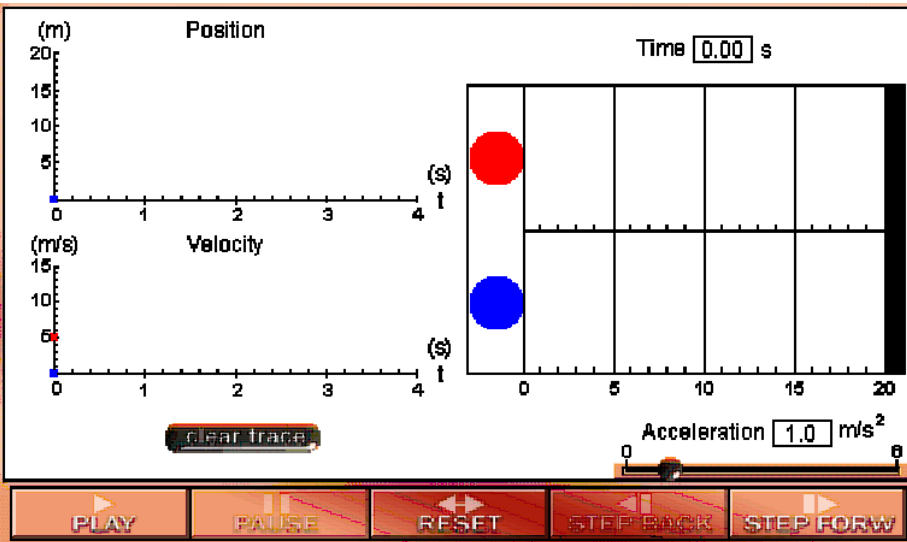 (m) Position
20
15
10
5
0 1 2 3 4
(s)
t
(m/s) Velocity
15
10
5
0 1 2 3 4
(s)
t
clear trace
Time 0.00 s
0 5 10 15 20
Acceleration 1.0 m/s²
0 6
PLAY PAUSE RESET STEP BACK STEP FORW